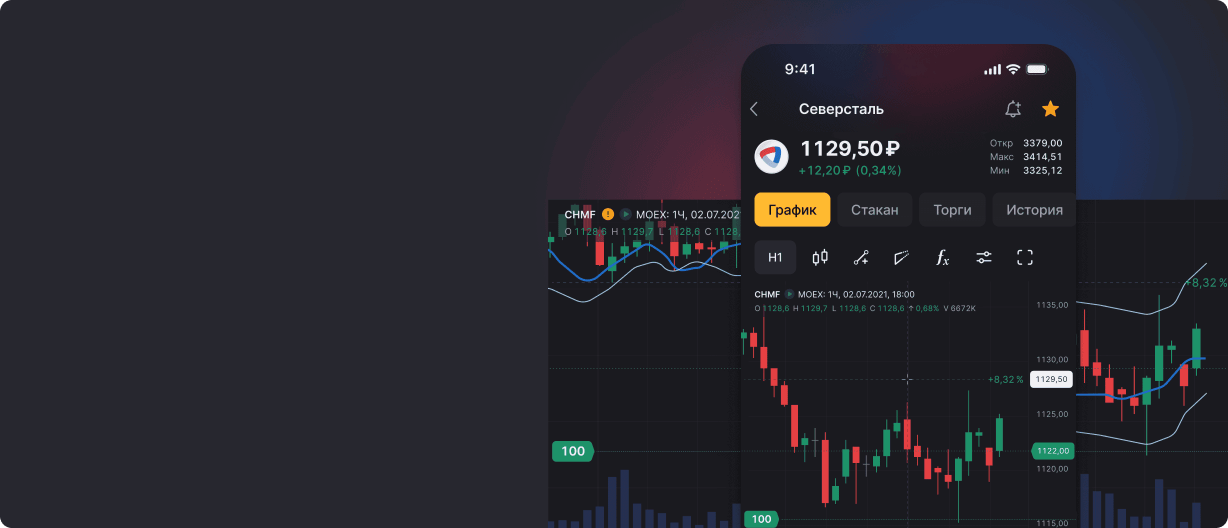 9:41
Северсталь
1129,50₽
+12,20₽ (0,34%)
Откр 3379,00
Макс 3414,51
Мин 3325,12
График Стакан Торги История
H1 fx
CHMF MOEX: 1Ч, 02.07.202
O 1128,6 H 1129,7 L 1128,6 C 1128,
CHMF MOEX: 1Ч, 02.07.2021, 18:00
O 1128,6 H 1129,7 L 1128,6 C 1128,6 0,68% V 6672K
1135,00
1130,00
+8,32% 1129,50
1125,00
1122,00
1120,00
1115,00
100
100
+8,32%